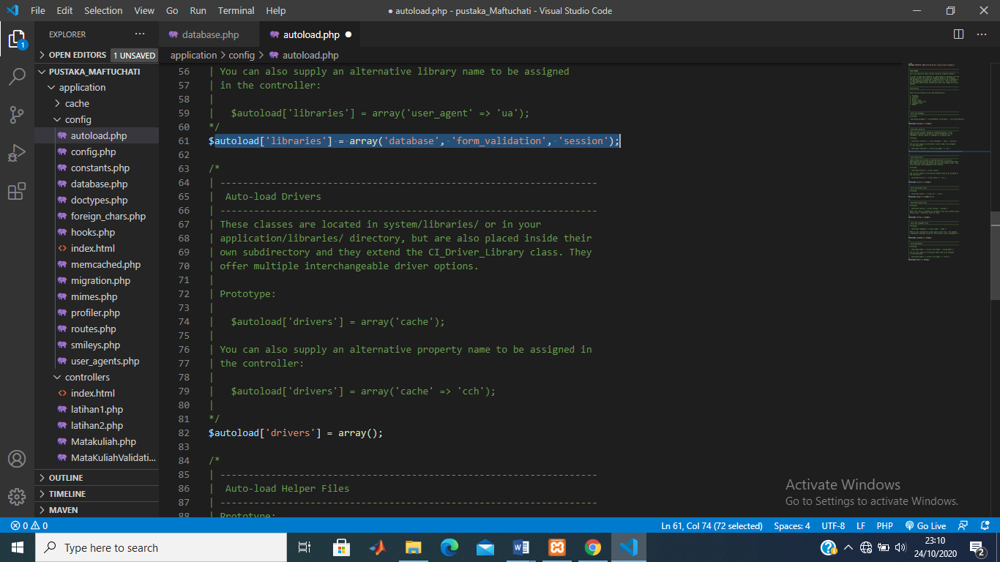 File Edit Selection View Go Run Terminal Help
● autoload.php - pustaka_Maftuchati - Visual Studio Code
EXPLORER ···
OPEN EDITORS 1 UNSAVED
PUSTAKA_MAFTUCHATI
application
cache
config
autoload.php
config.php
constants.php
database.php
doctypes.php
foreign_chars.php
hooks.php
index.html
memcached.php
migration.php
mimes.php
profiler.php
routes.php
smileys.php
user_agents.php
controllers
index.html
latihan1.php
latihan2.php
Matakuliah.php
MataKuliahValidati...
OUTLINE
TIMELINE
MAVEN
1
database.php autoload.php ●
application > config > autoload.php
56 | You can also supply an alternative library name to be assigned
57 | in the controller:
58 |
59 |   $autoload['libraries'] = array('user_agent' => 'ua');
60 */
61 $autoload['libraries'] = array('database', 'form_validation', 'session');
62
63 /*
64 | -------------------------------------------------------------------
65 |  Auto-load Drivers
66 | -------------------------------------------------------------------
67 | These classes are located in system/libraries/ or in your
68 | application/libraries/ directory, but are also placed inside their
69 | own subdirectory and they extend the CI_Driver_Library class. They
70 | offer multiple interchangeable driver options.
71 |
72 | Prototype:
73 |
74 |   $autoload['drivers'] = array('cache');
75 |
76 | You can also supply an alternative property name to be assigned in
77 | the controller:
78 |
79 |   $autoload['drivers'] = array('cache' => 'cch');
80 |
81 */
82 $autoload['drivers'] = array();
83
84 /*
85 | -------------------------------------------------------------------
86 |  Auto-load Helper Files
87 | -------------------------------------------------------------------
88 | Prototype:
Activate Windows
Go to Settings to activate Windows.
0 0 Ln 61, Col 74 (72 selected) Spaces: 4 UTF-8 LF PHP Go Live
Type here to search
23:10
24/10/2020
2